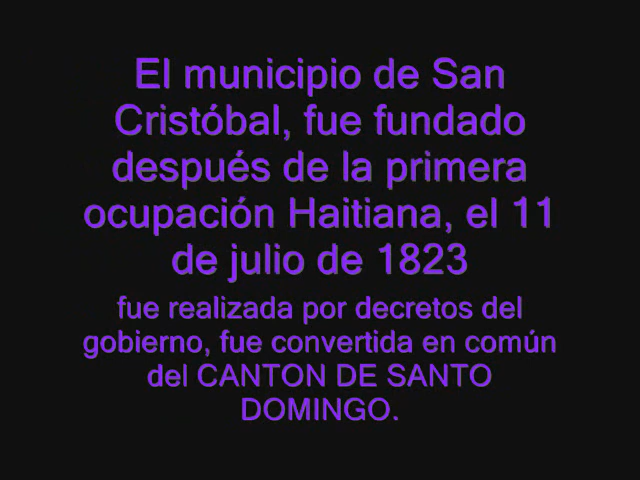 El municipio de San
Cristóbal, fue fundado
después de la primera
ocupación Haitiana, el 11
de julio de 1823
fue realizada por decretos del
gobierno, fue convertida en común
del CANTON DE SANTO
DOMINGO.